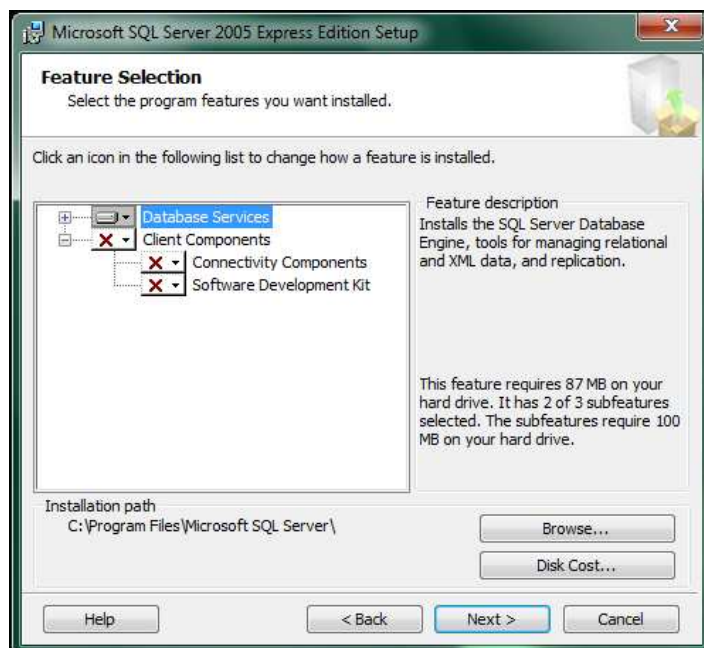 Microsoft SQL Server 2005 Express Edition Setup
Feature Selection
Select the program features you want installed.
Click an icon in the following list to change how a feature is installed.
Database Services
Client Components
Connectivity Components
Software Development Kit
Feature description
Installs the SQL Server Database
Engine, tools for managing relational
and XML data, and replication.
This feature requires 87 MB on your
hard drive. It has 2 of 3 subfeatures
selected. The subfeatures require 100
MB on your hard drive.
Installation path
C:\Program Files\Microsoft SQL Server\
Browse...
Disk Cost...
Help
< Back
Next >
Cancel